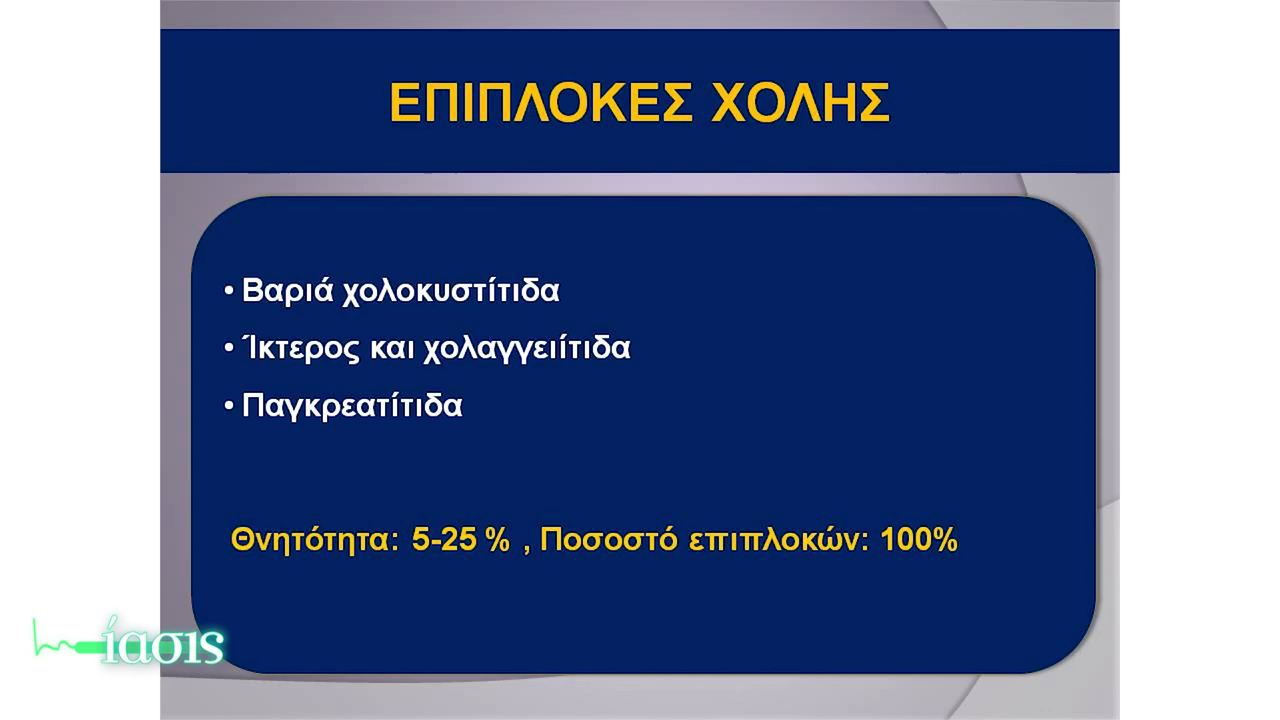 ΕΠΙΠΛΟΚΕΣ ΧΟΛΗΣ
• Βαριά χολοκυστίτιδα
• Ίκτερος και χολαγγειίτιδα
• Παγκρεατίτιδα
Θνητότητα: 5-25 % , Ποσοστό επιπλοκών: 100%
ίασις